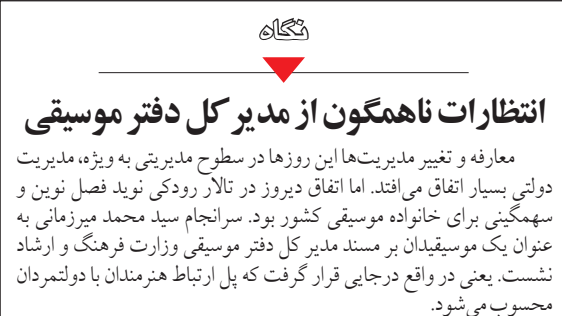 نگاه
انتظارات ناهمگون از مدیر کل دفتر موسیقی
معارفه و تغییر مدیریت‌ها این روزها در سطوح مدیریتی به ویژه، مدیریت
دولتی بسیار اتفاق می‌افتد. اما اتفاق دیروز در تالار رودکی نوید فصل نوین و
سهمگینی برای خانواده موسیقی کشور بود. سرانجام سید محمد میرزمانی به
عنوان یک موسیقیدان بر مسند مدیر کل دفتر موسیقی وزارت فرهنگ و ارشاد
نشست. یعنی در واقع درجایی قرار گرفت که پل ارتباط هنرمندان با دولتمردان
محسوب می‌شود.